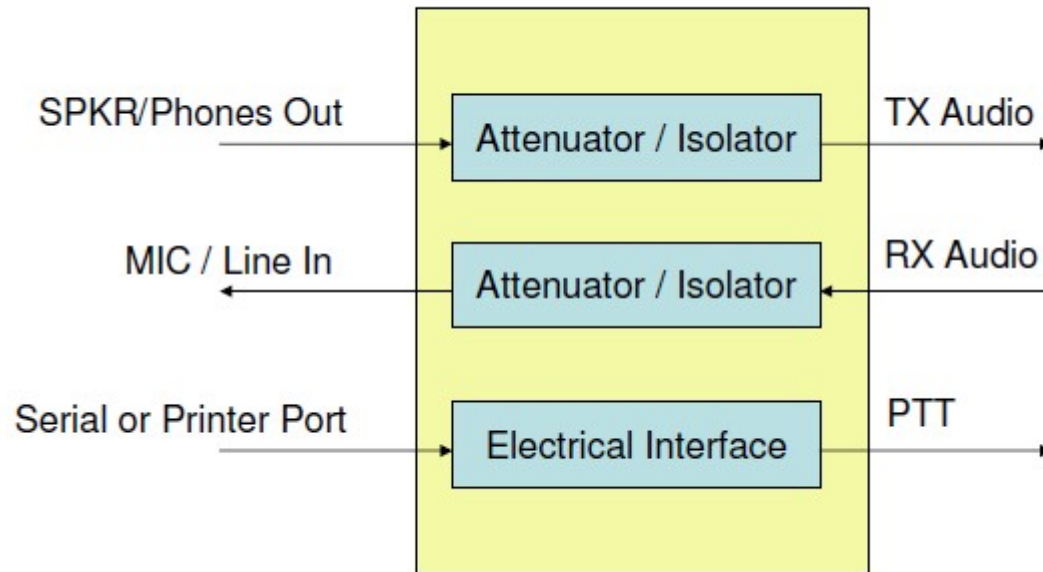 SPKR/Phones Out
Attenuator / Isolator
TX Audio
MIC / Line In
Attenuator / Isolator
RX Audio
Serial or Printer Port
Electrical Interface
PTT